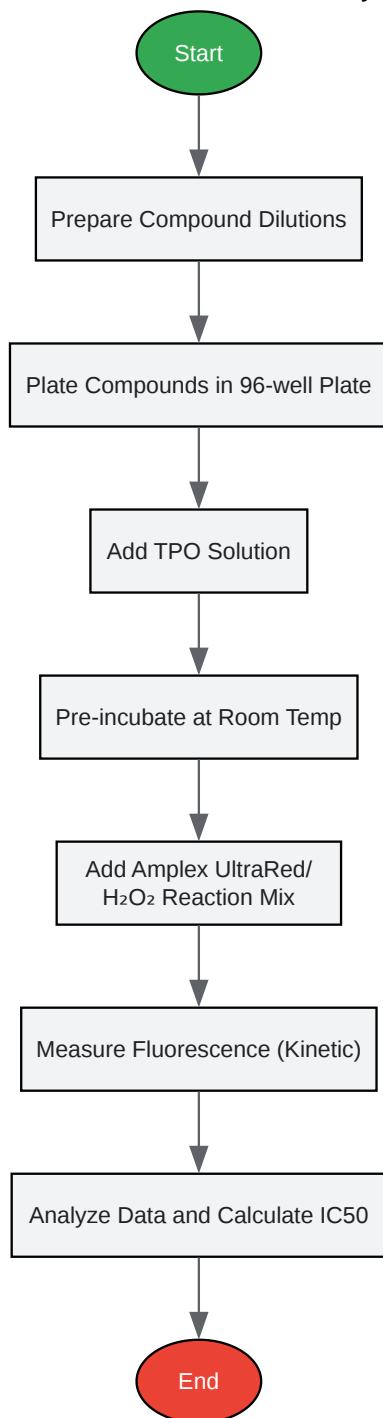 Start
Prepare Compound Dilutions
Plate Compounds in 96-well Plate
Add TPO Solution
Pre-incubate at Room Temp
Add Amplex UltraRed/
H₂O₂ Reaction Mix
Measure Fluorescence (Kinetic)
Analyze Data and Calculate IC50
End